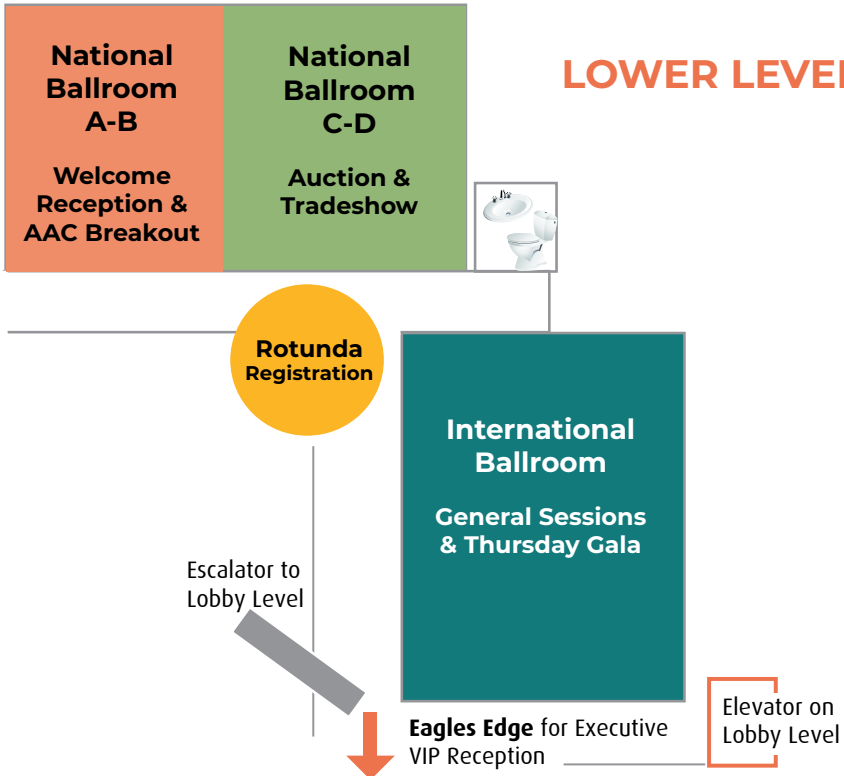 National
Ballroom
A-B
Welcome
Reception &
AAC Breakout
National
Ballroom
C-D
Auction &
Tradeshow
LOWER LEVEL
Rotunda
Registration
International
Ballroom
General Sessions
& Thursday Gala
Escalator to
Lobby Level
Eagles Edge for Executive
VIP Reception
Elevator on
Lobby Level